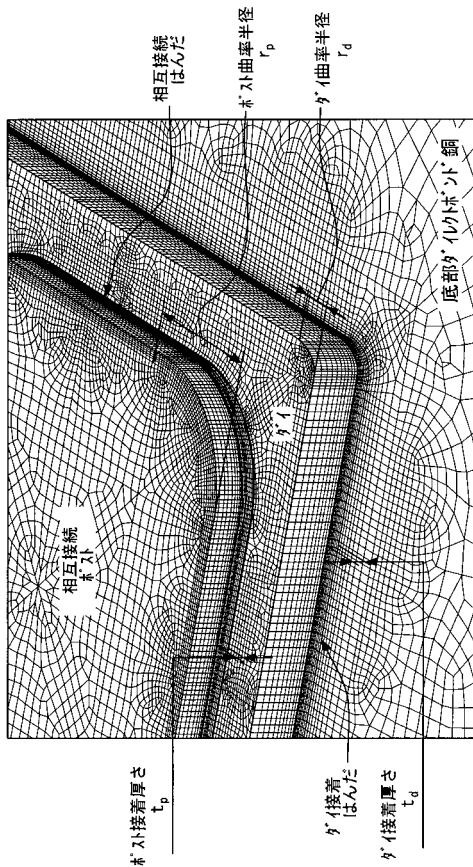 相互接続
はんだ
ポスト曲率半径
r_p
ダイ曲率半径
r_d
相互接続
ポスト
ダイ
底部ダイレクトボンド銅
ポスト接着厚さ
t_p
ダイ接着
はんだ
ダイ接着厚さ
t_d